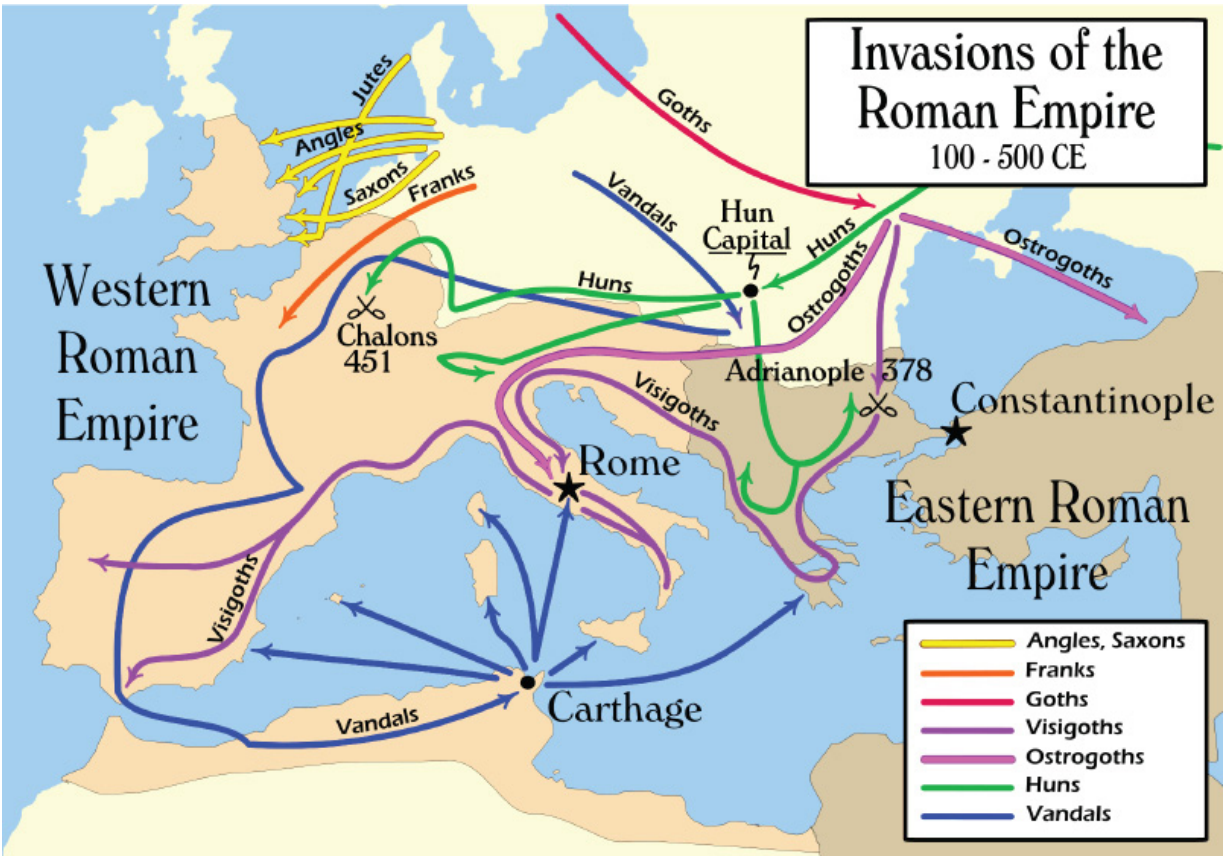 Invasions of the
Roman Empire
100 - 500 CE
Jutes
Angles
Saxons
Franks
Goths
Vandals
Hun
Capital
Huns
Ostrogoths
Ostrogoths
Huns
Western
Roman
Empire
Chalons
451
Adrianople 378
Visigoths
Constantinople
Rome
Eastern Roman
Empire
Visigoths
Carthage
Vandals
Angles, Saxons
Franks
Goths
Visigoths
Ostrogoths
Huns
Vandals